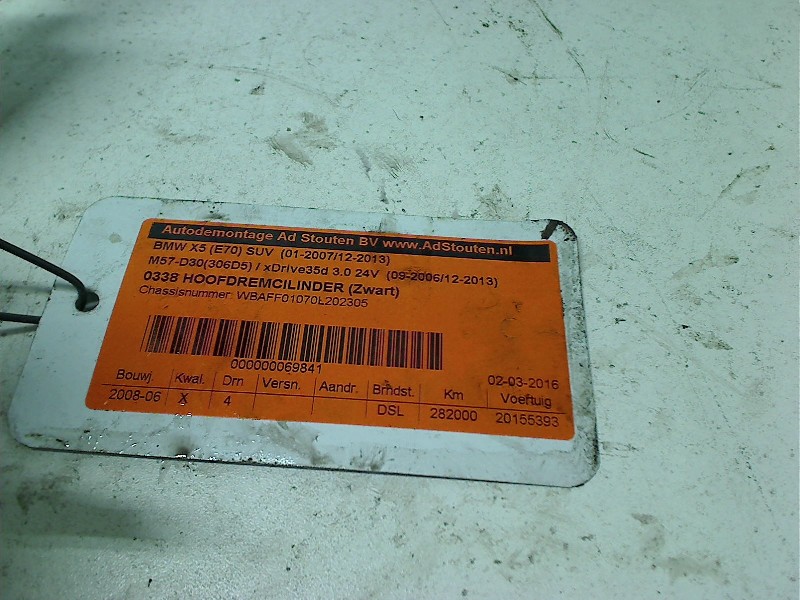 Autodemontage Ad Stouten BV www.AdStouten.nl
BMW X5 (E70) SUV (01-2007/12-2013)
M57-D30(306D5) / xDrive35d 3.0 24V (09-2006/12-2013)
0338 HOOFDREMCILINDER (Zwart)
Chassisnummer: WBAFF01070L202305
000000069841
02-03-2016
Bouwj. Kwal. Drn Versn. Aandr. Brndst. Km Voertuig
2008-06 X 4 DSL 282000 20155393